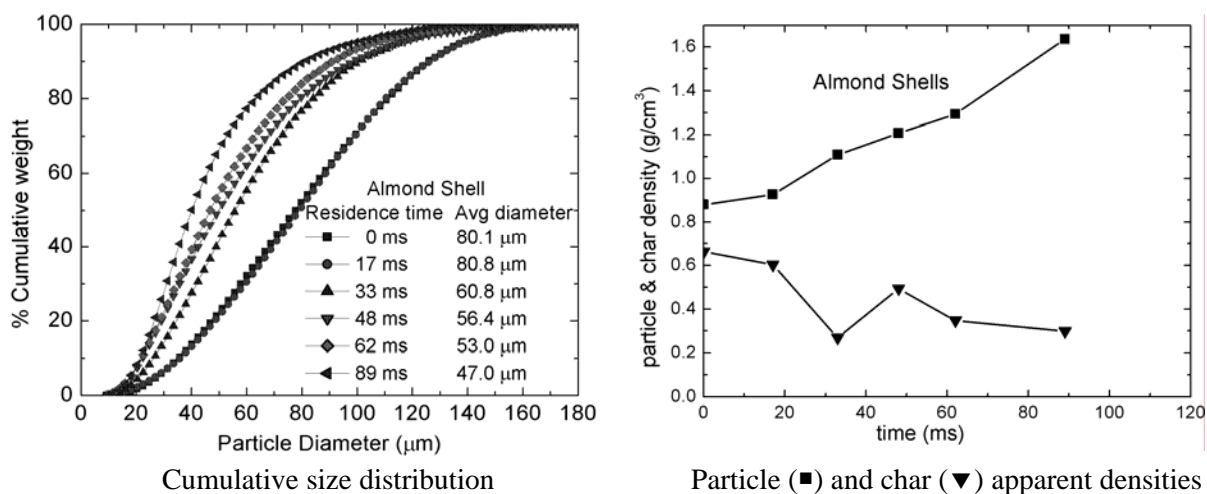 100
90
80
70
60
50
40
30
20
10
0
% Cumulative weight
0 20 40 60 80 100 120 140 160 180
Particle Diameter (μm)
Almond Shell
Residence time Avg diameter
0 ms 80.1 μm
17 ms 80.8 μm
33 ms 60.8 μm
48 ms 56.4 μm
62 ms 53.0 μm
89 ms 47.0 μm
Cumulative size distribution
1.6
1.4
1.2
1.0
0.8
0.6
0.4
0.2
0.0
particle & char density (g/cm³)
Almond Shells
0 20 40 60 80 100 120
time (ms)
Particle (■) and char (▼) apparent densities